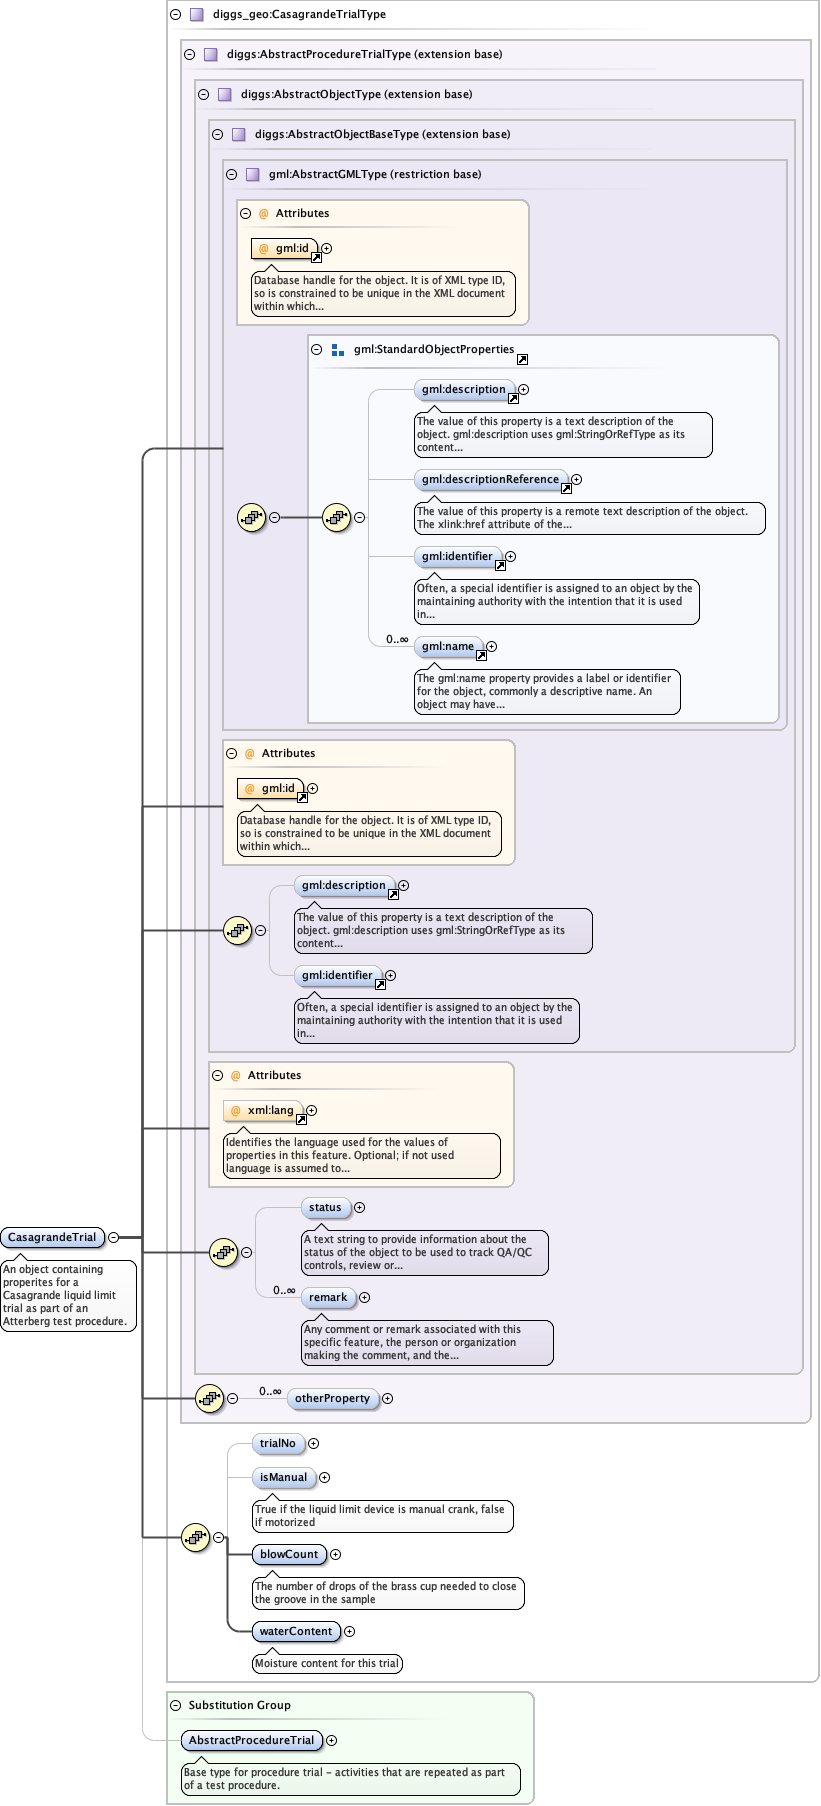 diggs_geo:CasagrandeTrialType
diggs:AbstractProcedureTrialType (extension base)
diggs:AbstractObjectType (extension base)
diggs:AbstractObjectBaseType (extension base)
gml:AbstractGMLType (restriction base)
@ Attributes
@ gml:id
Database handle for the object. It is of XML type ID,
so is constrained to be unique in the XML document
within which...
gml:StandardObjectProperties
gml:description
The value of this property is a text description of the
object. gml:description uses gml:StringOrRefType as its
content...
gml:descriptionReference
The value of this property is a remote text description of the object.
The xlink:href attribute of the...
gml:identifier
Often, a special identifier is assigned to an object by the
maintaining authority with the intention that it is used
in...
0..∞
gml:name
The gml:name property provides a label or identifier
for the object, commonly a descriptive name. An
object may have...
@ Attributes
@ gml:id
Database handle for the object. It is of XML type ID,
so is constrained to be unique in the XML document
within which...
gml:description
The value of this property is a text description of the
object. gml:description uses gml:StringOrRefType as its
content...
gml:identifier
Often, a special identifier is assigned to an object by the
maintaining authority with the intention that it is used
in...
@ Attributes
@ xml:lang
Identifies the language used for the values of
properties in this feature. Optional; if not used
language is assumed to...
status
A text string to provide information about the
status of the object to be used to track QA/QC
controls, review or...
0..∞
remark
Any comment or remark associated with this
specific feature, the person or organization
making the comment, and the...
CasagrandeTrial
An object containing
properites for a
Casagrande liquid limit
trial as part of an
Atterberg test procedure.
0..∞
otherProperty
trialNo
isManual
True if the liquid limit device is manual crank, false
if motorized
blowCount
The number of drops of the brass cup needed to close
the groove in the sample
waterContent
Moisture content for this trial
Substitution Group
AbstractProcedureTrial
Base type for procedure trial - activities that are repeated as part
of a test procedure.